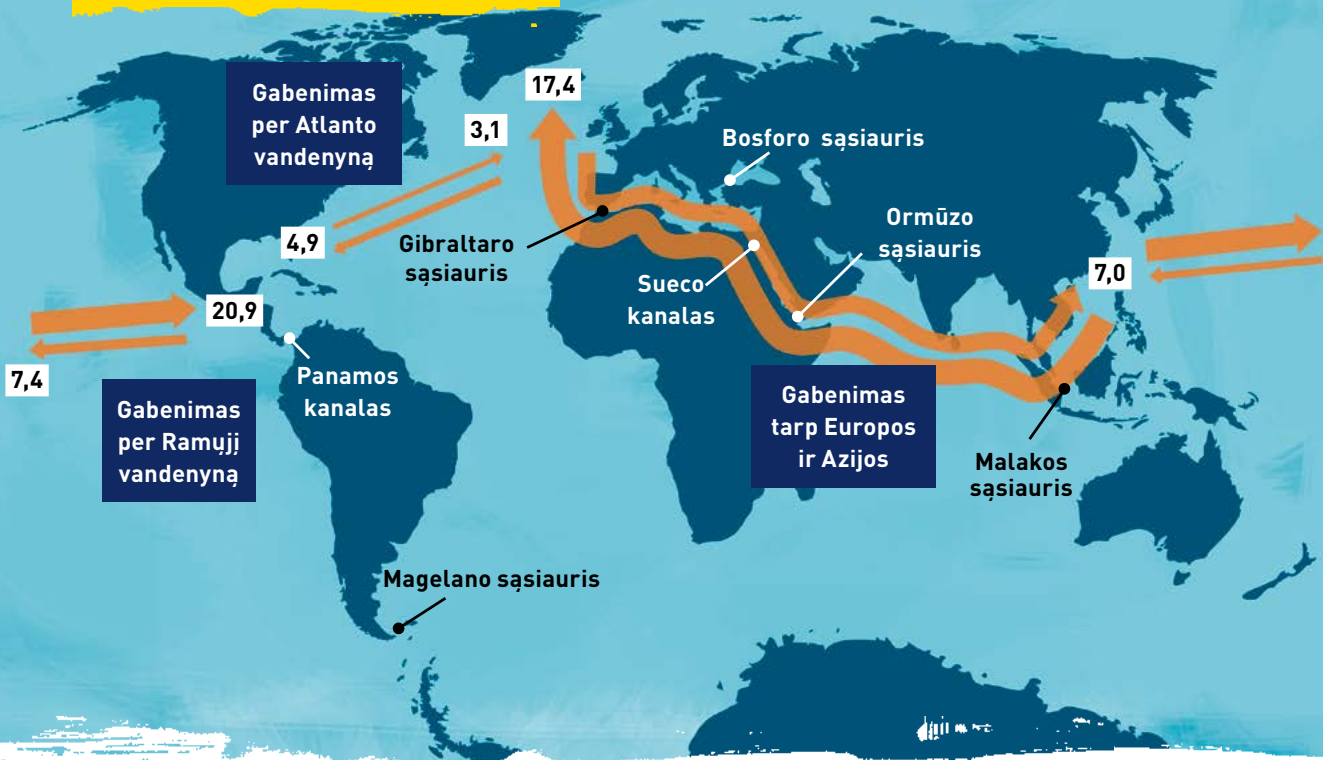 17,4
Gabenimas
per Atlanto
vandenyną
3,1
Bosforo sąsiauris
4,9
Gibraltaro
sąsiauris
Ormūzo
sąsiauris
Sueco
kanalas
7,0
20,9
7,4
Panamos
kanalas
Gabenimas
per Ramųjį
vandenyną
Gabenimas
tarp Europos
ir Azijos
Malakos
sąsiauris
Magelano sąsiauris